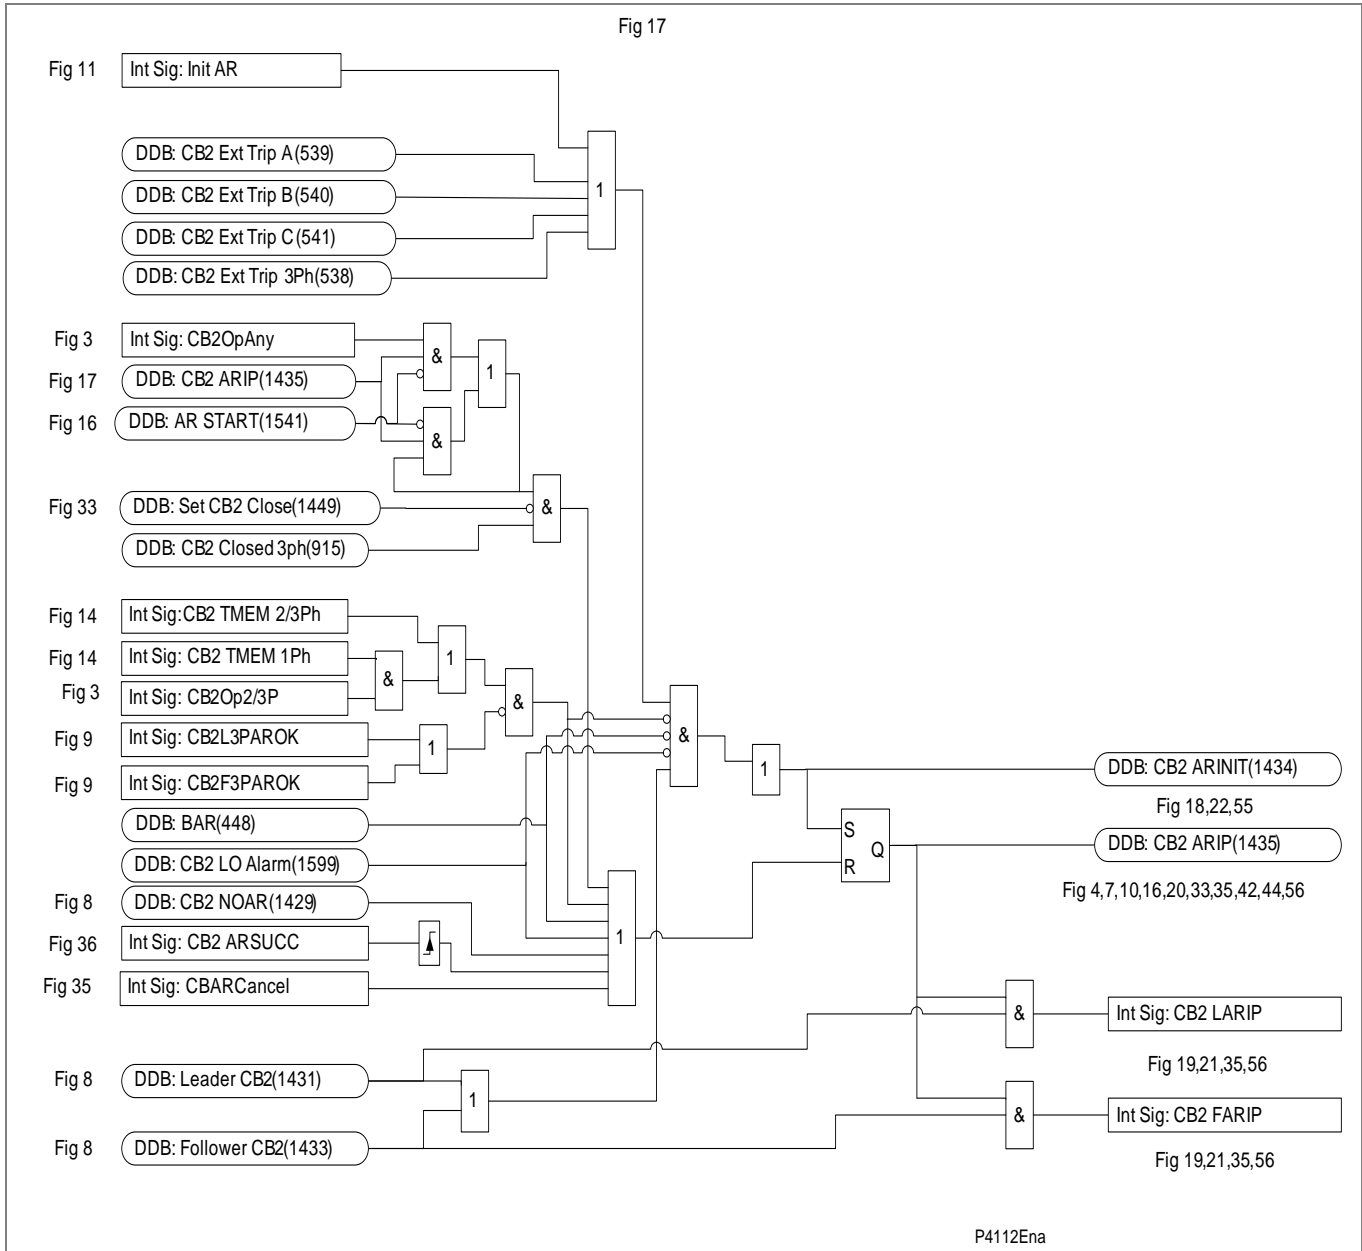 Fig 17
Fig 11
Int Sig: Init AR
DDB: CB2 Ext Trip A(539)
DDB: CB2 Ext Trip B(540)
DDB: CB2 Ext Trip C(541)
DDB: CB2 Ext Trip 3Ph(538)
1
Fig 3
Int Sig: CB2OpAny
Fig 17
DDB: CB2 ARIP(1435)
Fig 16
DDB: AR START(1541)
&
1
&
Fig 33
DDB: Set CB2 Close(1449)
DDB: CB2 Closed 3ph(915)
&
Fig 14
Int Sig:CB2 TMEM 2/3Ph
Fig 14
Int Sig: CB2 TMEM 1Ph
Fig 3
Int Sig: CB2Op2/3P
&
1
&
Fig 9
Int Sig: CB2L3PAROK
Fig 9
Int Sig: CB2F3PAROK
1
&
1
DDB: BAR(448)
DDB: CB2 LO Alarm(1599)
Fig 8
DDB: CB2 NOAR(1429)
Fig 36
Int Sig: CB2 ARSUCC
Fig 35
Int Sig: CBARCancel
1
S
R
Q
DDB: CB2 ARINIT(1434)
Fig 18,22,55
DDB: CB2 ARIP(1435)
Fig 4,7,10,16,20,33,35,42,44,56
&
Int Sig: CB2 LARIP
Fig 19,21,35,56
Fig 8
DDB: Leader CB2(1431)
1
Fig 8
DDB: Follower CB2(1433)
&
Int Sig: CB2 FARIP
Fig 19,21,35,56
P4112Ena